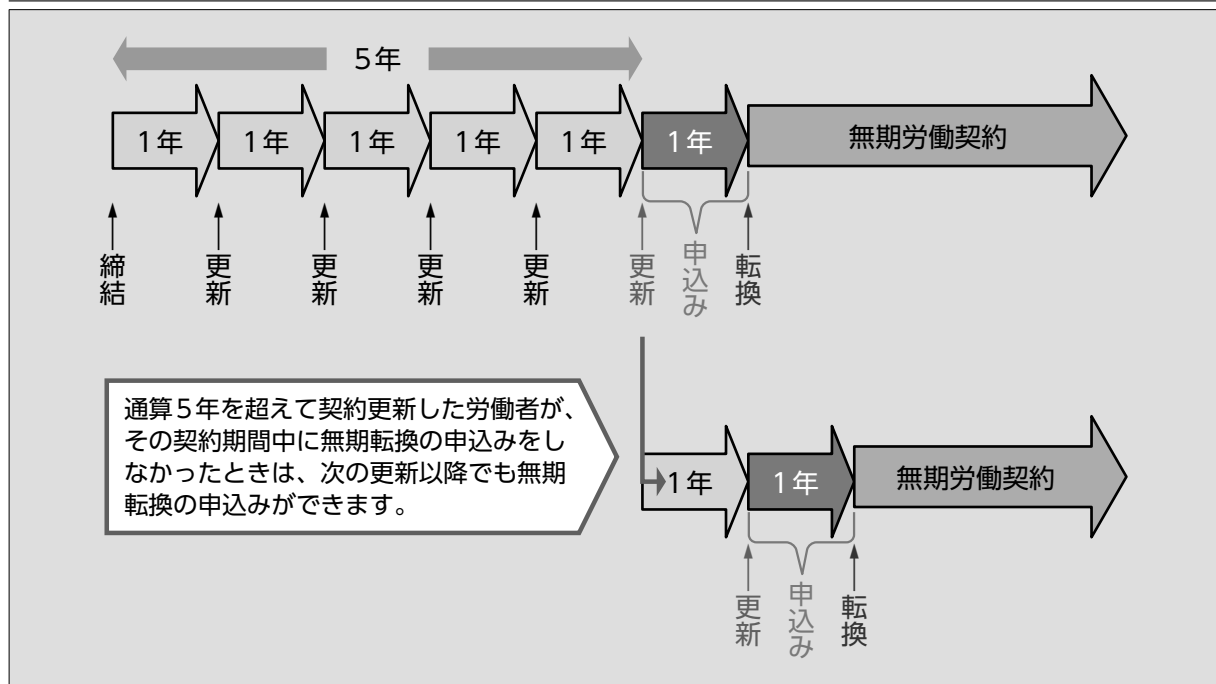 5年
1年 1年 1年 1年 1年 1年 無期労働契約
締結 更新 更新 更新 更新 更新 申込み 転換
通算5年を超えて契約更新した労働者が、
その契約期間中に無期転換の申込みをし
なかったときは、次の更新以降でも無期
転換の申込みができます。
1年 1年 無期労働契約
更新 申込み 転換